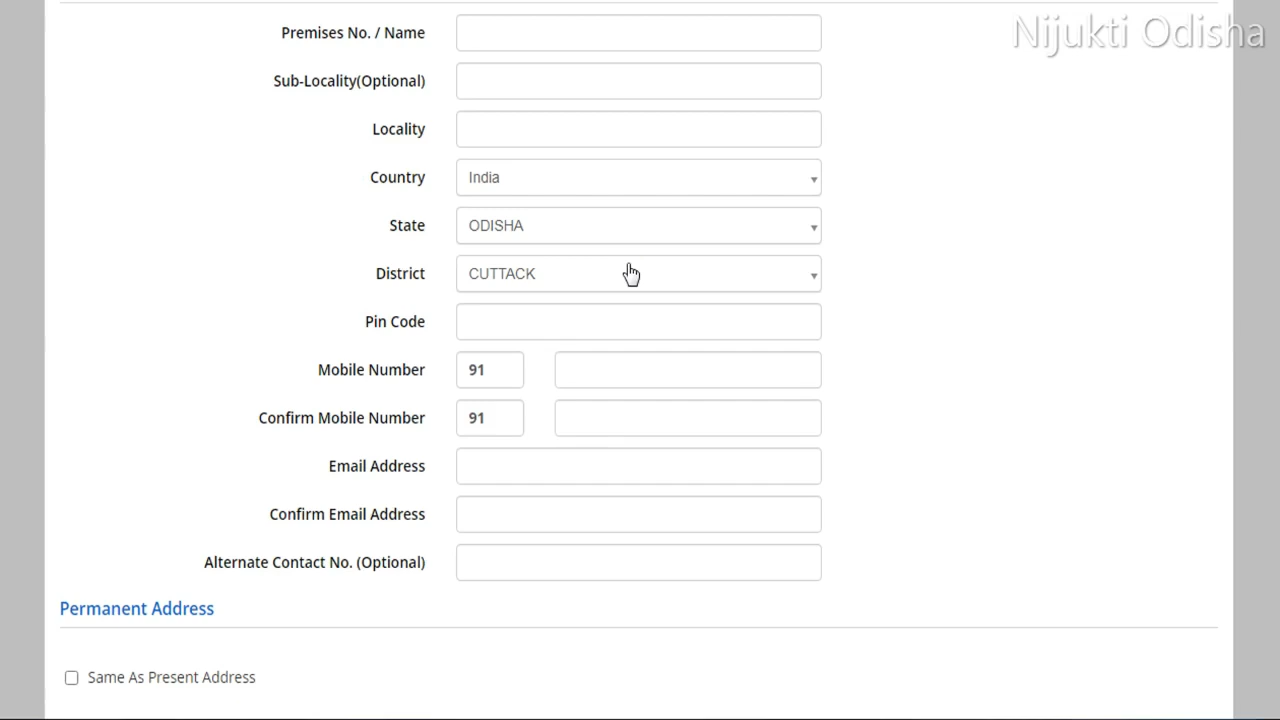 Nijukti Odisha
Premises No. / Name
Sub-Locality(Optional)
Locality
Country India
State ODISHA
District CUTTACK
Pin Code
Mobile Number 91
Confirm Mobile Number 91
Email Address
Confirm Email Address
Alternate Contact No. (Optional)
Permanent Address
Same As Present Address